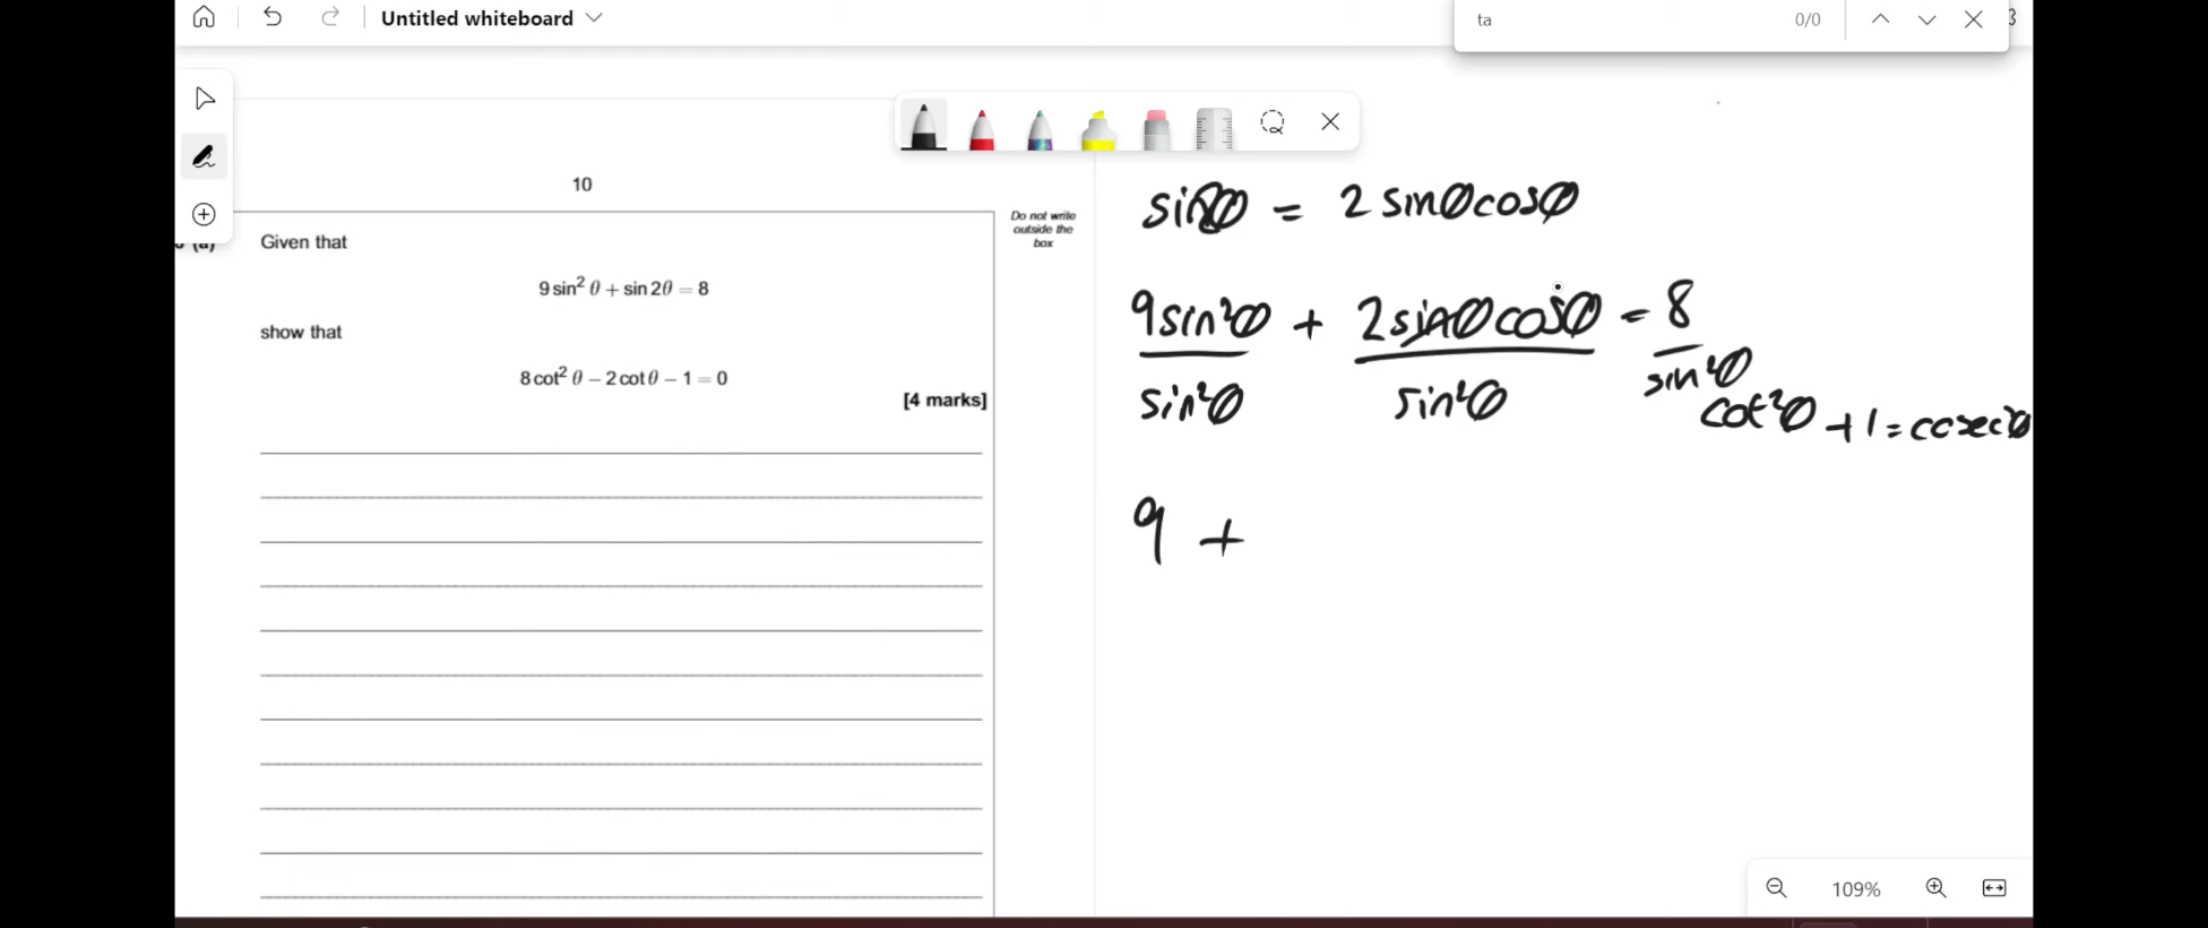 Untitled whiteboard
ta 0/0
10
Do not write
outside the
box
(a) Given that
9 sin² θ + sin 2θ = 8
show that
8 cot² θ – 2 cot θ – 1 = 0
[4 marks]
sin2θ = 2 sinθcosθ
9sin²θ + 2sinθcosθ = 8
sin²θ sin²θ sin²θ
cot²θ + 1 = cosec²θ
9 +
109%